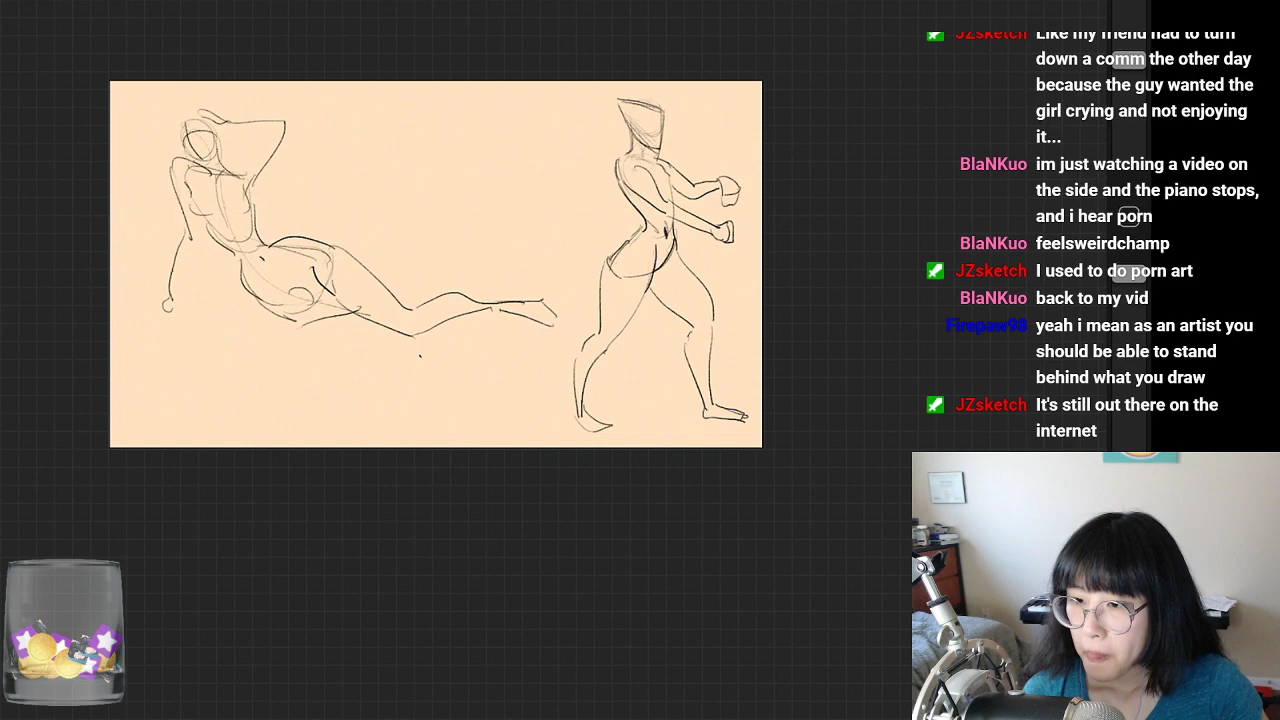 JZsketch Like my friend had to turn
down a comm the other day
because the guy wanted the
girl crying and not enjoying
it...
BlaNKuo im just watching a video on
the side and the piano stops,
and i hear porn
BlaNKuo feelsweirdchamp
JZsketch I used to do porn art
BlaNKuo back to my vid
Firepaw98 yeah i mean as an artist you
should be able to stand
behind what you draw
JZsketch It's still out there on the
internet